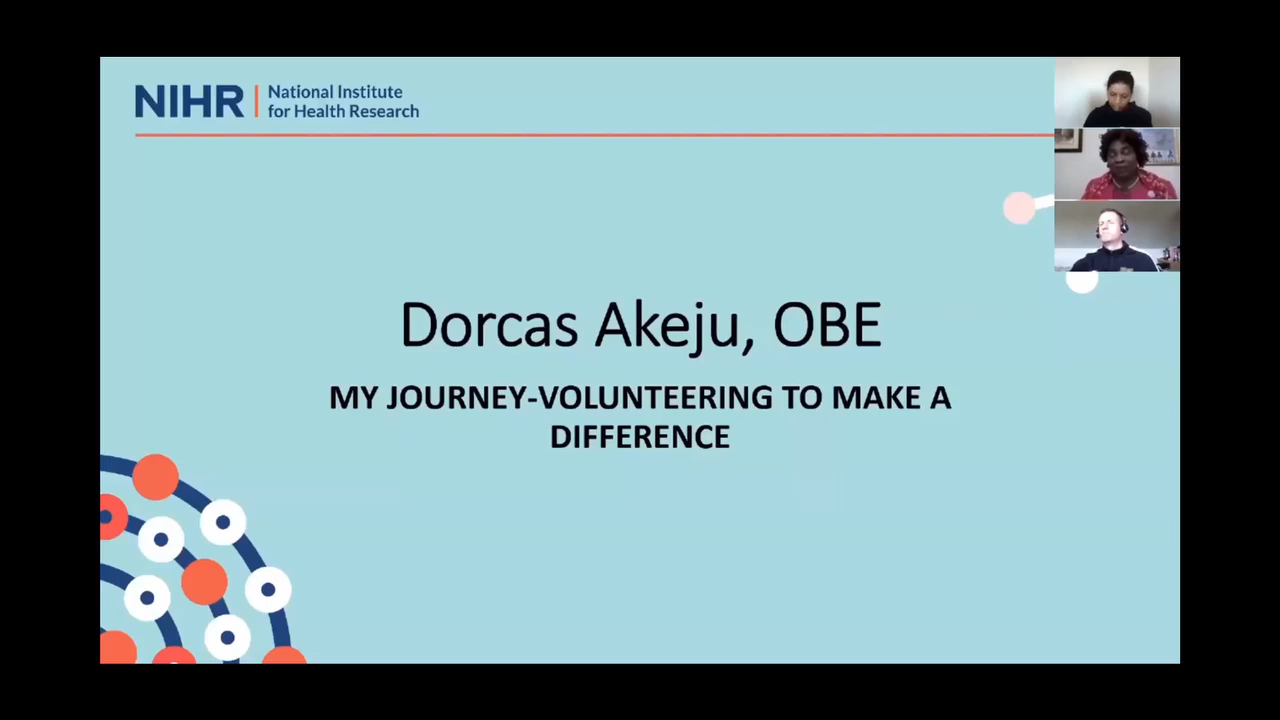 NIHR
National Institute
for Health Research
Dorcas Akeju, OBE
MY JOURNEY-VOLUNTEERING TO MAKE A
DIFFERENCE